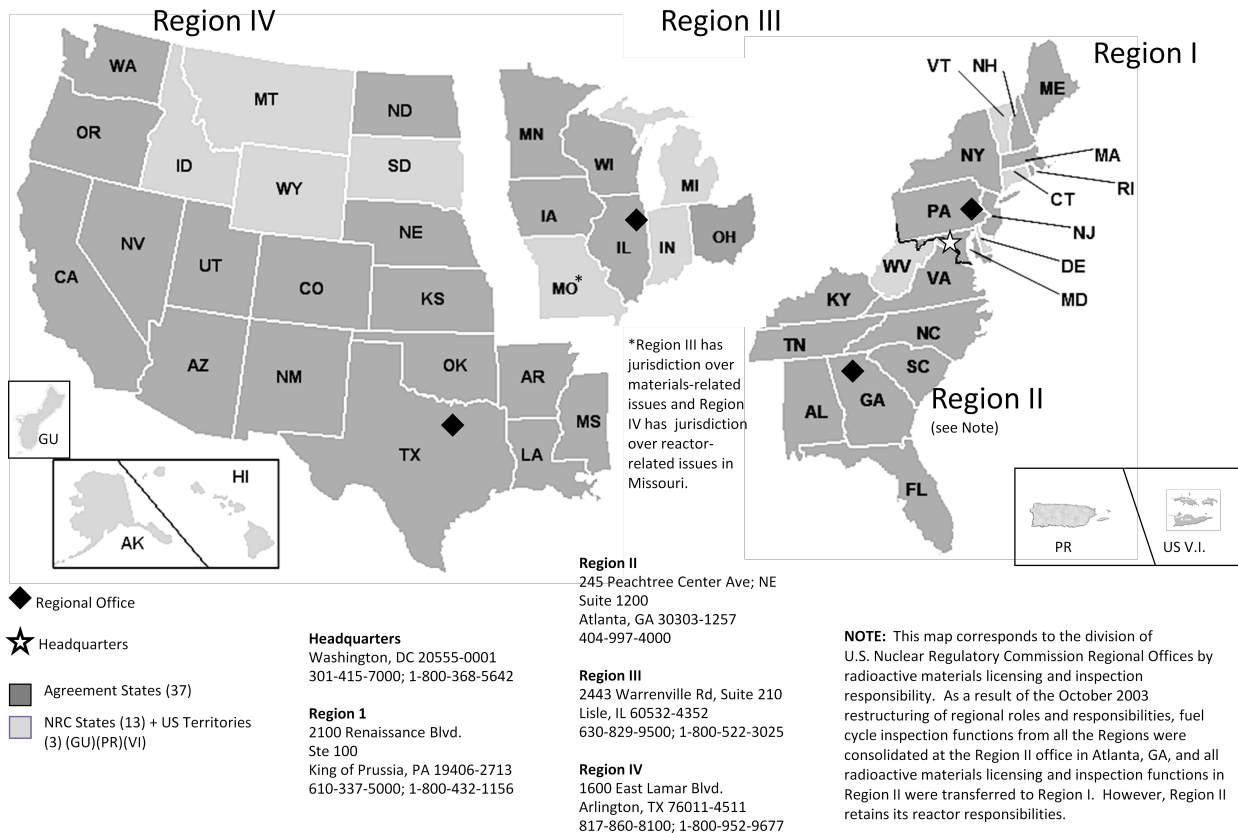 Region IV
Region III
Region I
WA
OR
ID
MT
ND
SD
WY
NE
NV
UT
CA
CO
KS
AZ
NM
OK
TX
AR
LA
MS
GU
HI
AK
MN
WI
MI
IA
IL
IN
OH
MO*
*Region III has
jurisdiction over
materials-related
issues and Region
IV has jurisdiction
over reactor-
related issues in
Missouri.
VT
NH
ME
NY
MA
RI
CT
PA
NJ
DE
MD
WV
VA
KY
NC
TN
SC
GA
AL
FL
Region II
(see Note)
PR
US V.I.
Regional Office
Headquarters
Agreement States (37)
NRC States (13) + US Territories
(3) (GU)(PR)(VI)
Headquarters
Washington, DC 20555-0001
301-415-7000; 1-800-368-5642
Region 1
2100 Renaissance Blvd.
Ste 100
King of Prussia, PA 19406-2713
610-337-5000; 1-800-432-1156
Region II
245 Peachtree Center Ave; NE
Suite 1200
Atlanta, GA 30303-1257
404-997-4000
Region III
2443 Warrenville Rd, Suite 210
Lisle, IL 60532-4352
630-829-9500; 1-800-522-3025
Region IV
1600 East Lamar Blvd.
Arlington, TX 76011-4511
817-860-8100; 1-800-952-9677
NOTE: This map corresponds to the division of
U.S. Nuclear Regulatory Commission Regional Offices by
radioactive materials licensing and inspection
responsibility. As a result of the October 2003
restructuring of regional roles and responsibilities, fuel
cycle inspection functions from all the Regions were
consolidated at the Region II office in Atlanta, GA, and all
radioactive materials licensing and inspection functions in
Region II were transferred to Region I. However, Region II
retains its reactor responsibilities.